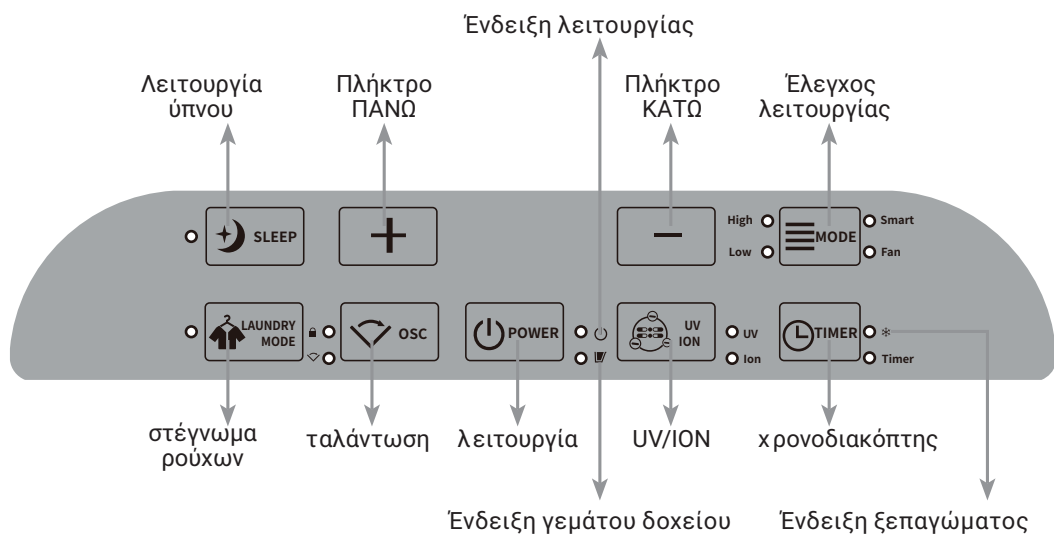 Ένδειξη λειτουργίας
Λειτουργία
ύπνου
Πλήκτρο
ΠΑΝΩ
Πλήκτρο
ΚΑΤΩ
Έλεγχος
λειτουργίας
SLEEP
High
Low
MODE
Smart
Fan
LAUNDRY
MODE
OSC
POWER
UV
ION
UV
Ion
TIMER
Timer
στέγνωμα
ρούχων
ταλάντωση
λειτουργία
UV/ION
χρονοδιακόπτης
Ένδειξη γεμάτου δοχείου
Ένδειξη ξεπαγώματος